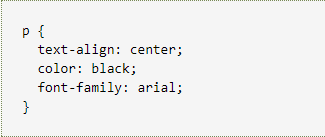 p {
  text-align: center;
  color: black;
  font-family: arial;
}